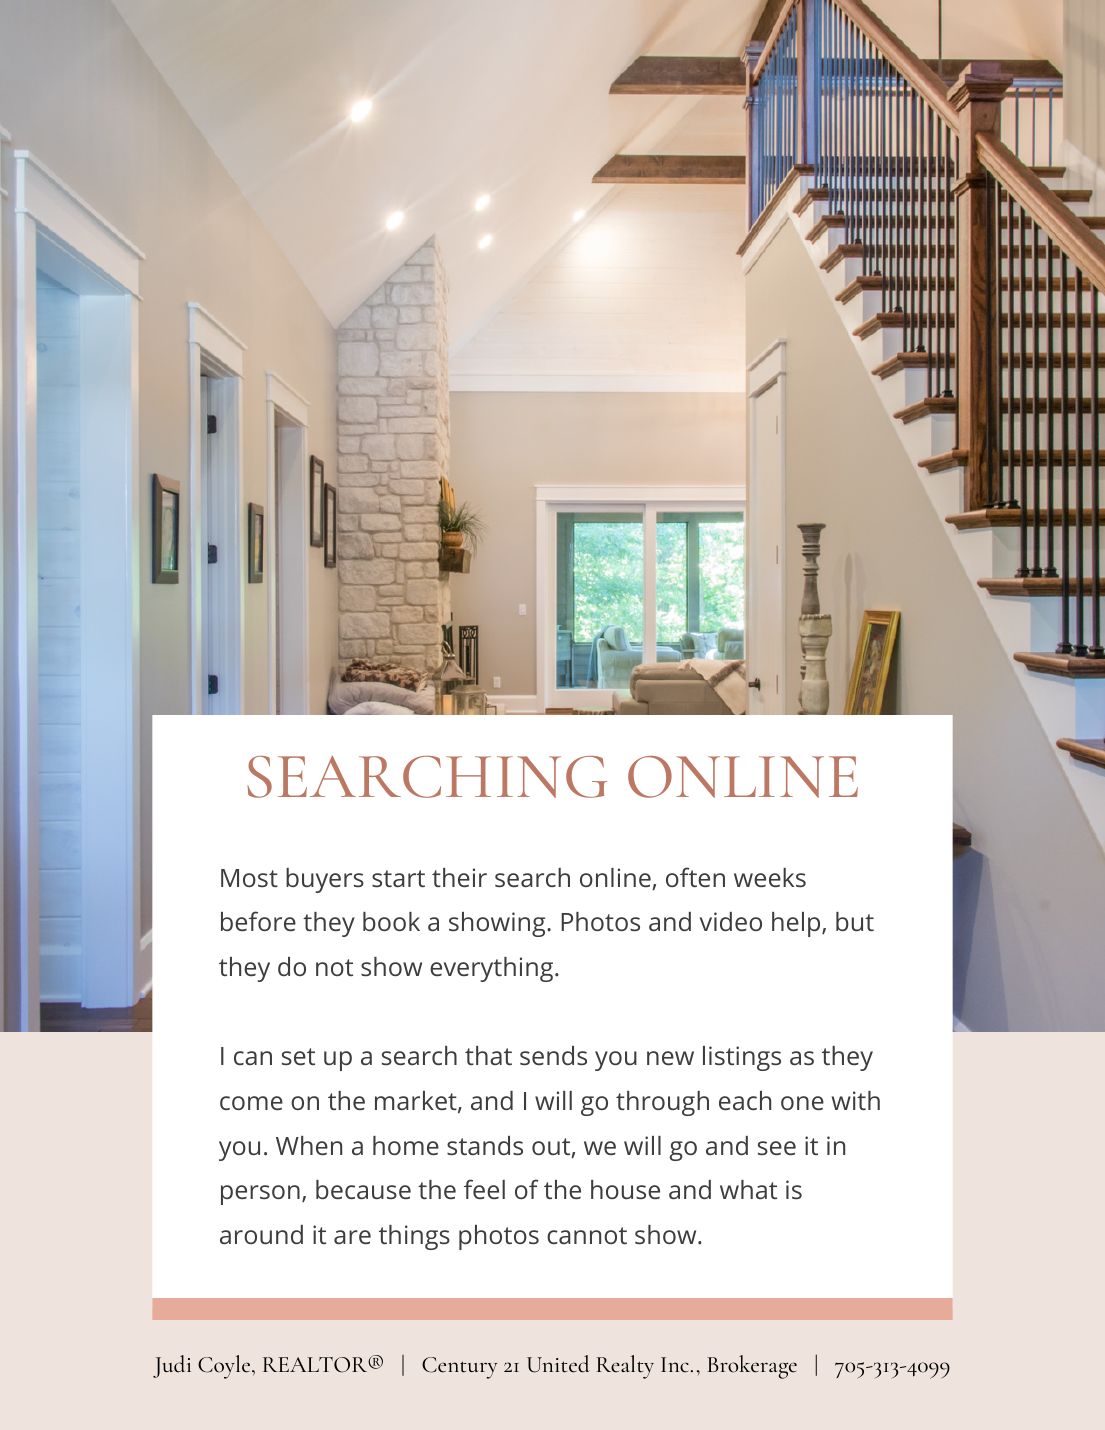 SEARCHING ONLINE
Most buyers start their search online, often weeks
before they book a showing. Photos and video help, but
they do not show everything.
I can set up a search that sends you new listings as they
come on the market, and I will go through each one with
you. When a home stands out, we will go and see it in
person, because the feel of the house and what is
around it are things photos cannot show.
Judi Coyle, REALTOR® | Century 21 United Realty Inc., Brokerage | 705-313-4099